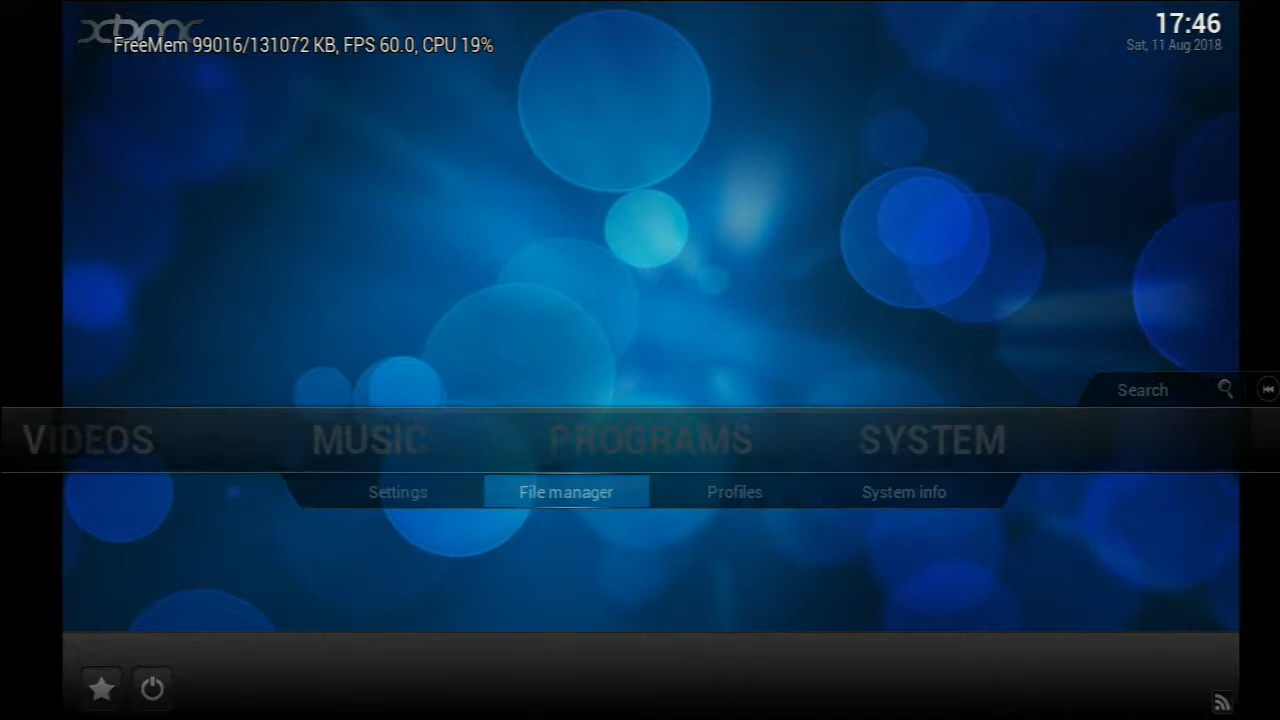 xbmc
FreeMem 99016/131072 KB, FPS 60.0, CPU 19%
17:46
Sat, 11 Aug 2018
Search
VIDEOS MUSIC PROGRAMS SYSTEM
Settings File manager Profiles System info